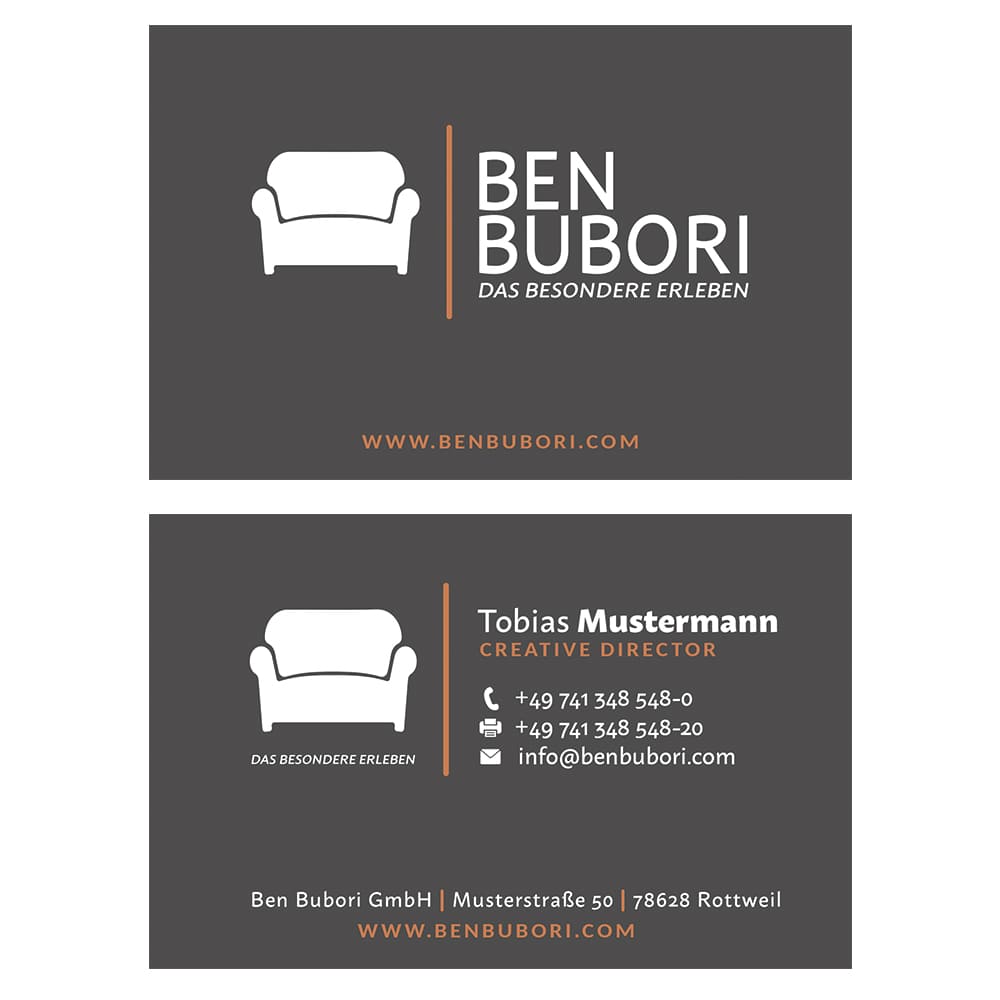 BEN
BUBORI
DAS BESONDERE ERLEBEN
WWW.BENBUBORI.COM
Tobias Mustermann
CREATIVE DIRECTOR
+49 741 348 548-0
+49 741 348 548-20
info@benbubori.com
DAS BESONDERE ERLEBEN
Ben Bubori GmbH | Musterstraße 50 | 78628 Rottweil
WWW.BENBUBORI.COM